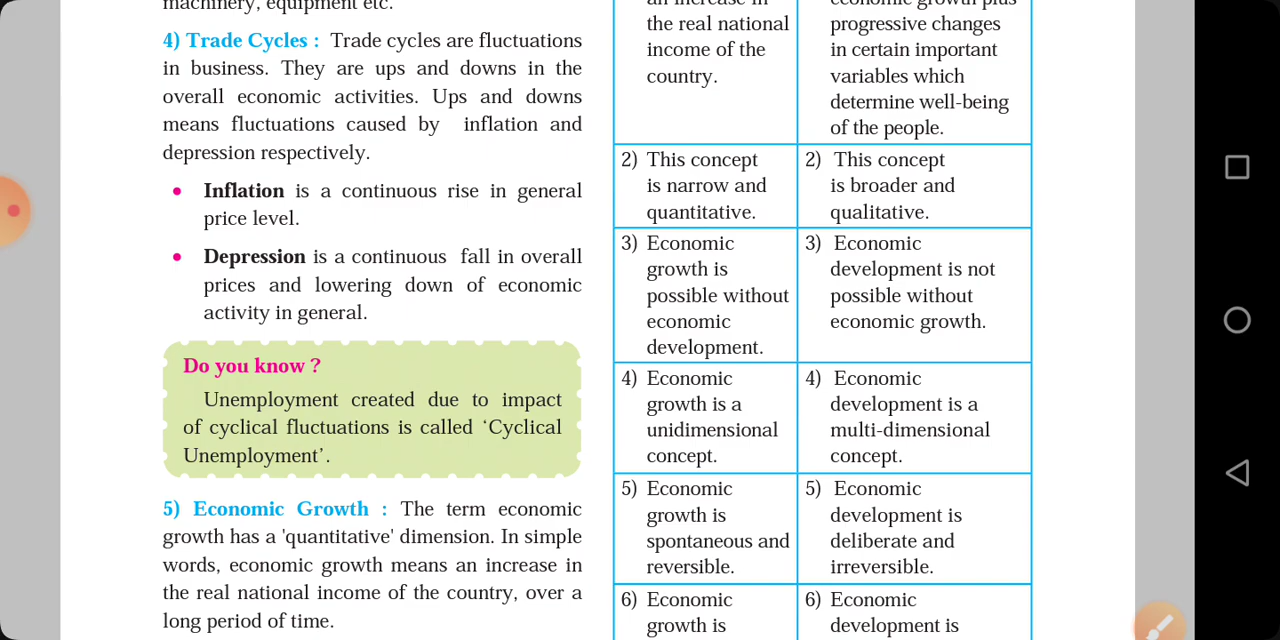 machinery, equipment etc.
4) Trade Cycles : Trade cycles are fluctuations
in business. They are ups and downs in the
overall economic activities. Ups and downs
means fluctuations caused by inflation and
depression respectively.
• Inflation is a continuous rise in general
price level.
• Depression is a continuous fall in overall
prices and lowering down of economic
activity in general.
Do you know ?
Unemployment created due to impact
of cyclical fluctuations is called ‘Cyclical
Unemployment’.
5) Economic Growth : The term economic
growth has a 'quantitative' dimension. In simple
words, economic growth means an increase in
the real national income of the country, over a
long period of time.
an increase in
the real national
income of the
country.
economic growth plus
progressive changes
in certain important
variables which
determine well-being
of the people.
2) This concept
is narrow and
quantitative.
2) This concept
is broader and
qualitative.
3) Economic
growth is
possible without
economic
development.
3) Economic
development is not
possible without
economic growth.
4) Economic
growth is a
unidimensional
concept.
4) Economic
development is a
multi-dimensional
concept.
5) Economic
growth is
spontaneous and
reversible.
5) Economic
development is
deliberate and
irreversible.
6) Economic
growth is
6) Economic
development is